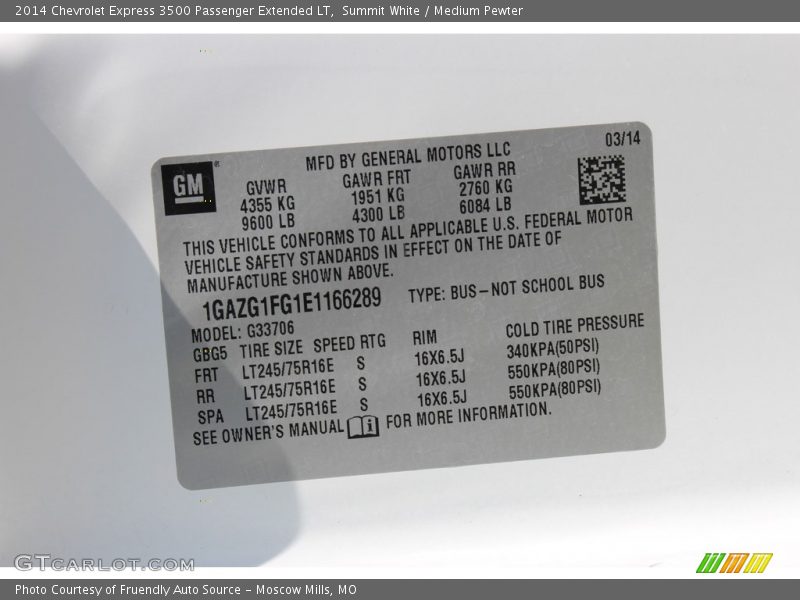 2014 Chevrolet Express 3500 Passenger Extended LT, Summit White / Medium Pewter
03/14
MFD BY GENERAL MOTORS LLC
GM
GVWR GAWR FRT GAWR RR
4355 KG 1951 KG 2760 KG
9600 LB 4300 LB 6084 LB
THIS VEHICLE CONFORMS TO ALL APPLICABLE U.S. FEDERAL MOTOR
VEHICLE SAFETY STANDARDS IN EFFECT ON THE DATE OF
MANUFACTURE SHOWN ABOVE.
1GAZG1FG1E1166289 TYPE: BUS-NOT SCHOOL BUS
MODEL: G33706
GBG5 TIRE SIZE SPEED RTG RIM COLD TIRE PRESSURE
FRT LT245/75R16E S 16X6.5J 340KPA(50PSI)
RR LT245/75R16E S 16X6.5J 550KPA(80PSI)
SPA LT245/75R16E S 16X6.5J 550KPA(80PSI)
SEE OWNER'S MANUAL i FOR MORE INFORMATION.
GTCARLOT.COM
Photo Courtesy of Fruendly Auto Source - Moscow Mills, MO